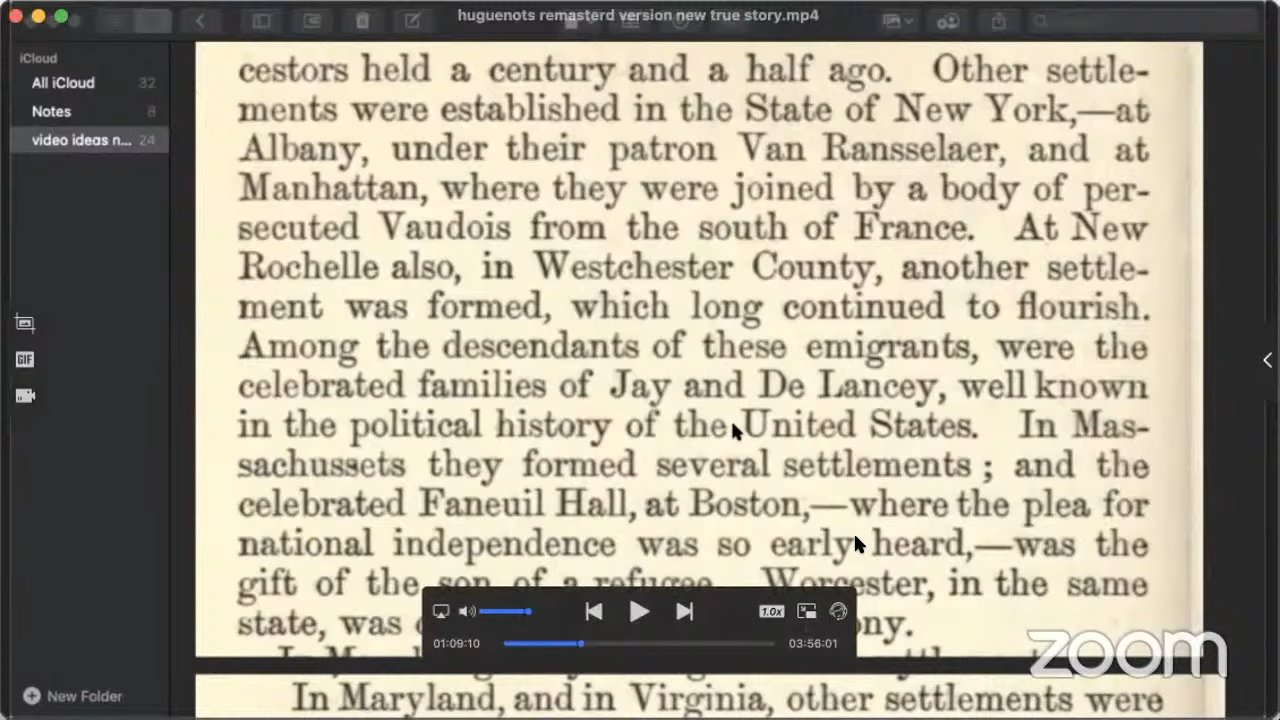 huguenots remasterd version new true story.mp4
iCloud
All iCloud 32
Notes 8
video ideas n... 24
cestors held a century and a half ago. Other settle-
ments were established in the State of New York,—at
Albany, under their patron Van Ransselaer, and at
Manhattan, where they were joined by a body of per-
secuted Vaudois from the south of France. At New
Rochelle also, in Westchester County, another settle-
ment was formed, which long continued to flourish.
Among the descendants of these emigrants, were the
celebrated families of Jay and De Lancey, well known
in the political history of the United States. In Mas-
sachussets they formed several settlements ; and the
celebrated Faneuil Hall, at Boston,—where the plea for
national independence was so early heard,—was the
gift of the son of a refugee. Worcester, in the same
state, was
In Maryland, and in Virginia, other settlements were
GIF
1.0x
01:09:10
03:56:01
zoom
New Folder